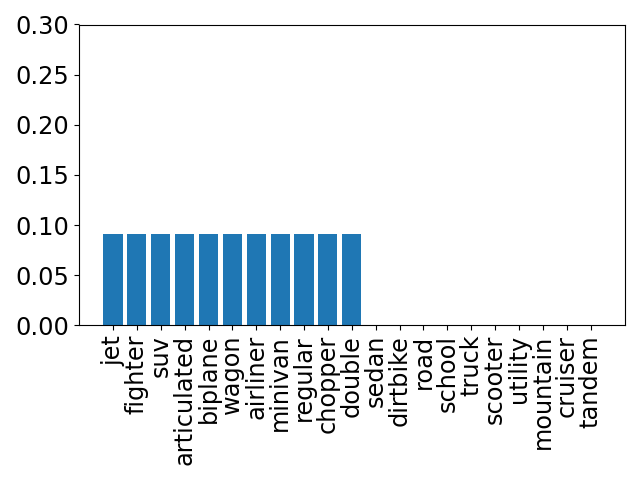 0.30
0.25
0.20
0.15
0.10
0.05
0.00
jet
fighter
suv
articulated
biplane
wagon
airliner
minivan
regular
chopper
double
sedan
dirtbike
road
school
truck
scooter
utility
mountain
cruiser
tandem